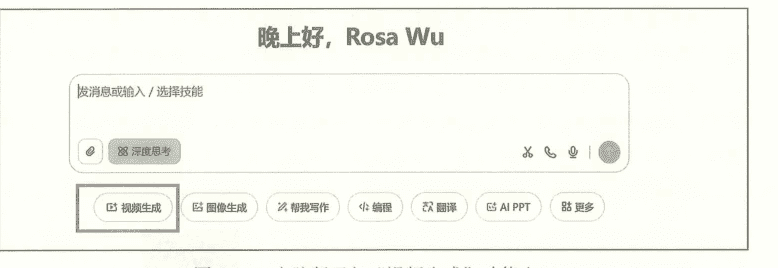 晚上好，Rosa Wu
发消息或输入 / 选择技能
深度思考
视频生成 图像生成 帮我写作 编程 翻译 AI PPT 更多